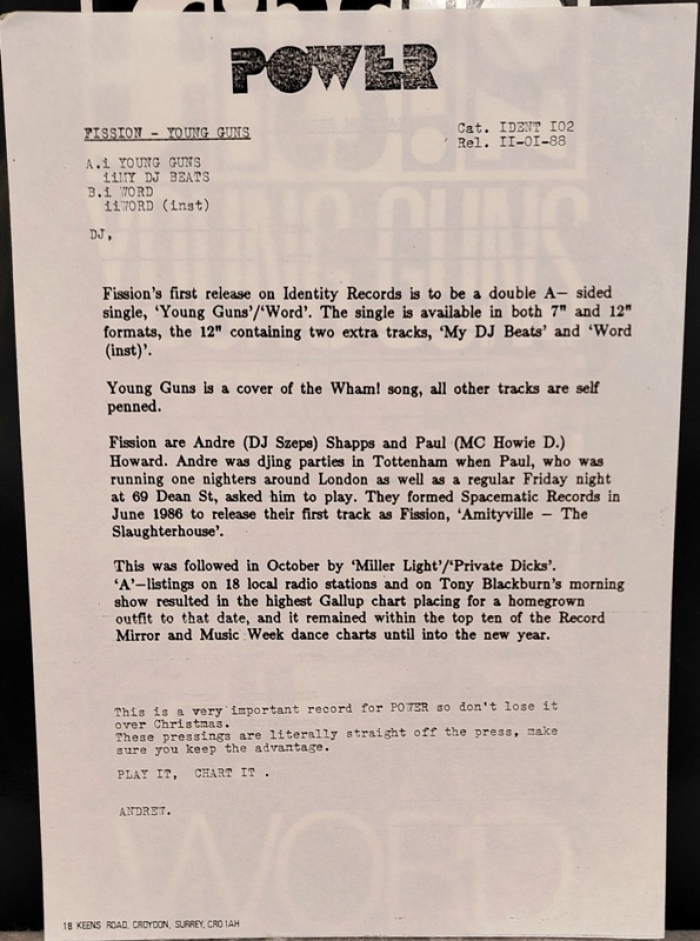 POWER
FISSION - YOUNG GUNS
Cat. IDENT IO2
Rel. II-OI-88
A.i YOUNG GUNS
iiMY DJ BEATS
B.i WORD
iiWORD (inst)
DJ,
Fission's first release on Identity Records is to be a double A— sided
single, 'Young Guns'/'Word'. The single is available in both 7" and 12"
formats, the 12" containing two extra tracks, 'My DJ Beats' and 'Word
(inst)'.
Young Guns is a cover of the Wham! song, all other tracks are self
penned.
Fission are Andre (DJ Szeps) Shapps and Paul (MC Howie D.)
Howard. Andre was djing parties in Tottenham when Paul, who was
running one nighters around London as well as a regular Friday night
at 69 Dean St, asked him to play. They formed Spacematic Records in
June 1986 to release their first track as Fission, 'Amityville — The
Slaughterhouse'.
This was followed in October by 'Miller Light'/'Private Dicks'.
'A'—listings on 18 local radio stations and on Tony Blackburn's morning
show resulted in the highest Gallup chart placing for a homegrown
outfit to that date, and it remained within the top ten of the Record
Mirror and Music Week dance charts until into the new year.
This is a very important record for POWER so don't lose it
over Christmas.
These pressings are literally straight off the press, make
sure you keep the advantage.
PLAY IT, CHART IT .
ANDREW.
18 KEENS ROAD, CROYDON, SURREY, CR0 1AH